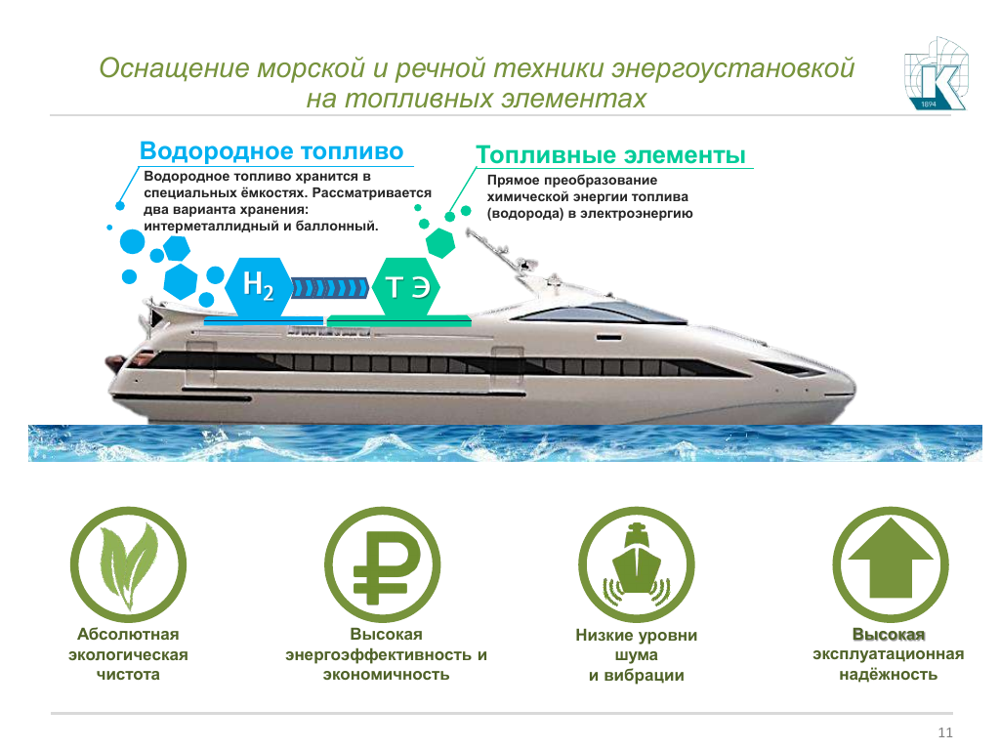 Оснащение морской и речной техники энергоустановкой
на топливных элементах
К
1894
Водородное топливо
Водородное топливо хранится в
специальных ёмкостях. Рассматривается
два варианта хранения:
интерметаллидный и баллонный.
Топливные элементы
Прямое преобразование
химической энергии топлива
(водорода) в электроэнергию
H2
Т Э
Абсолютная
экологическая
чистота
Высокая
энергоэффективность и
экономичность
Низкие уровни
шума
и вибрации
Высокая
эксплуатационная
надёжность
11